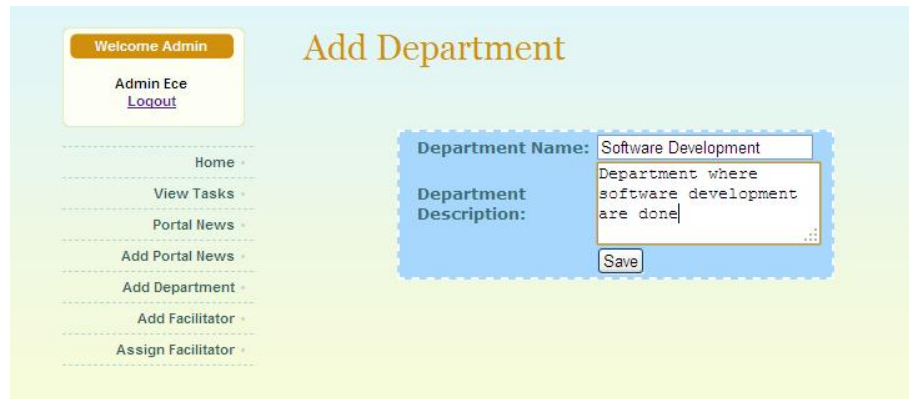 Welcome Admin
Admin Ece
Logout
Home
View Tasks
Portal News
Add Portal News
Add Department
Add Facilitator
Assign Facilitator
Add Department
Department Name: Software Development
Department Description:
Department where
software development
are done
Save